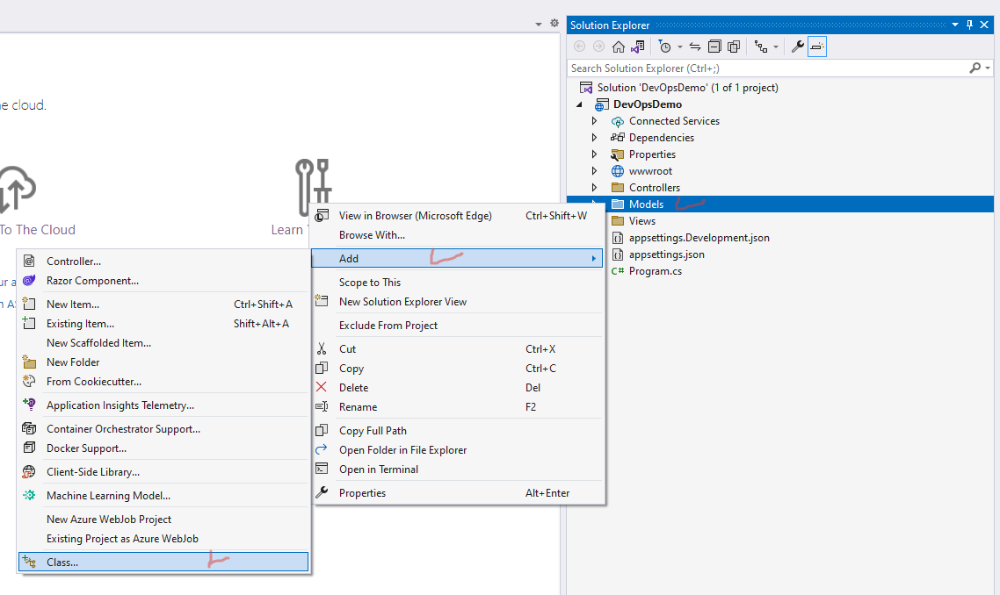 Solution Explorer
Search Solution Explorer (Ctrl+;)
Solution 'DevOpsDemo' (1 of 1 project)
DevOpsDemo
Connected Services
Dependencies
Properties
wwwroot
Controllers
Models
Views
appsettings.Development.json
appsettings.json
C# Program.cs
cloud.
To The Cloud
Learn
View in Browser (Microsoft Edge) Ctrl+Shift+W
Browse With...
Add
Scope to This
New Solution Explorer View
Exclude From Project
Cut Ctrl+X
Copy Ctrl+C
Delete Del
Rename F2
Copy Full Path
Open Folder in File Explorer
Open in Terminal
Properties Alt+Enter
Controller...
Razor Component...
New Item... Ctrl+Shift+A
Existing Item... Shift+Alt+A
New Scaffolded Item...
New Folder
From Cookiecutter...
Application Insights Telemetry...
Container Orchestrator Support...
Docker Support...
Client-Side Library...
Machine Learning Model...
New Azure WebJob Project
Existing Project as Azure WebJob
Class...